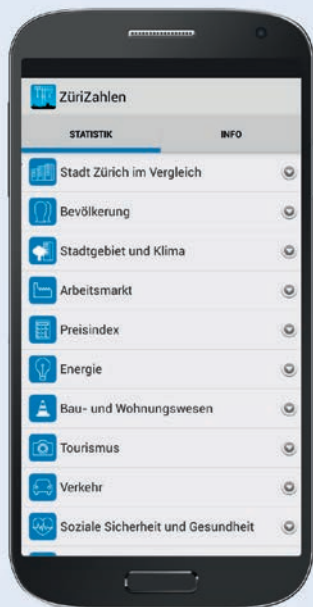 ZüriZahlen
STATISTIK INFO
Stadt Zürich im Vergleich
Bevölkerung
Stadtgebiet und Klima
Arbeitsmarkt
Preisindex
Energie
Bau- und Wohnungswesen
Tourismus
Verkehr
Soziale Sicherheit und Gesundheit